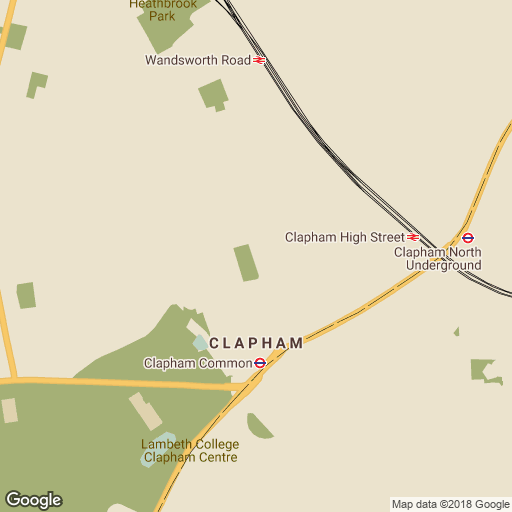 Heathbrook
Park
Wandsworth Road
Clapham High Street
Clapham North
Underground
CLAPHAM
Clapham Common
Lambeth College
Clapham Centre
Google
Map data ©2018 Google